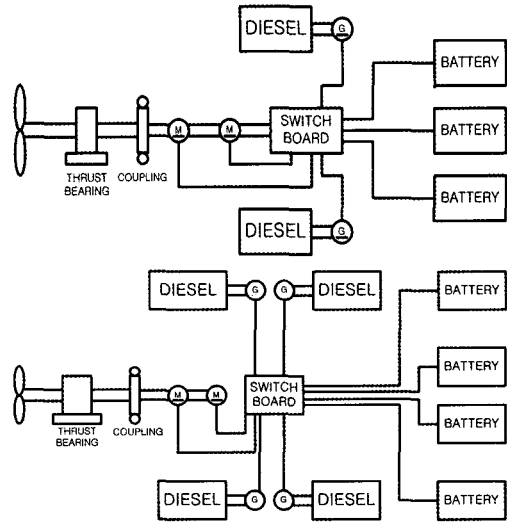 DIESEL
G
BATTERY
SWITCH
BOARD
M
M
BATTERY
THRUST
BEARING
COUPLING
BATTERY
DIESEL
G
DIESEL
G
G
DIESEL
BATTERY
BATTERY
SWITCH
BOARD
M
M
THRUST
BEARING
COUPLING
BATTERY
DIESEL
G
G
DIESEL
BATTERY